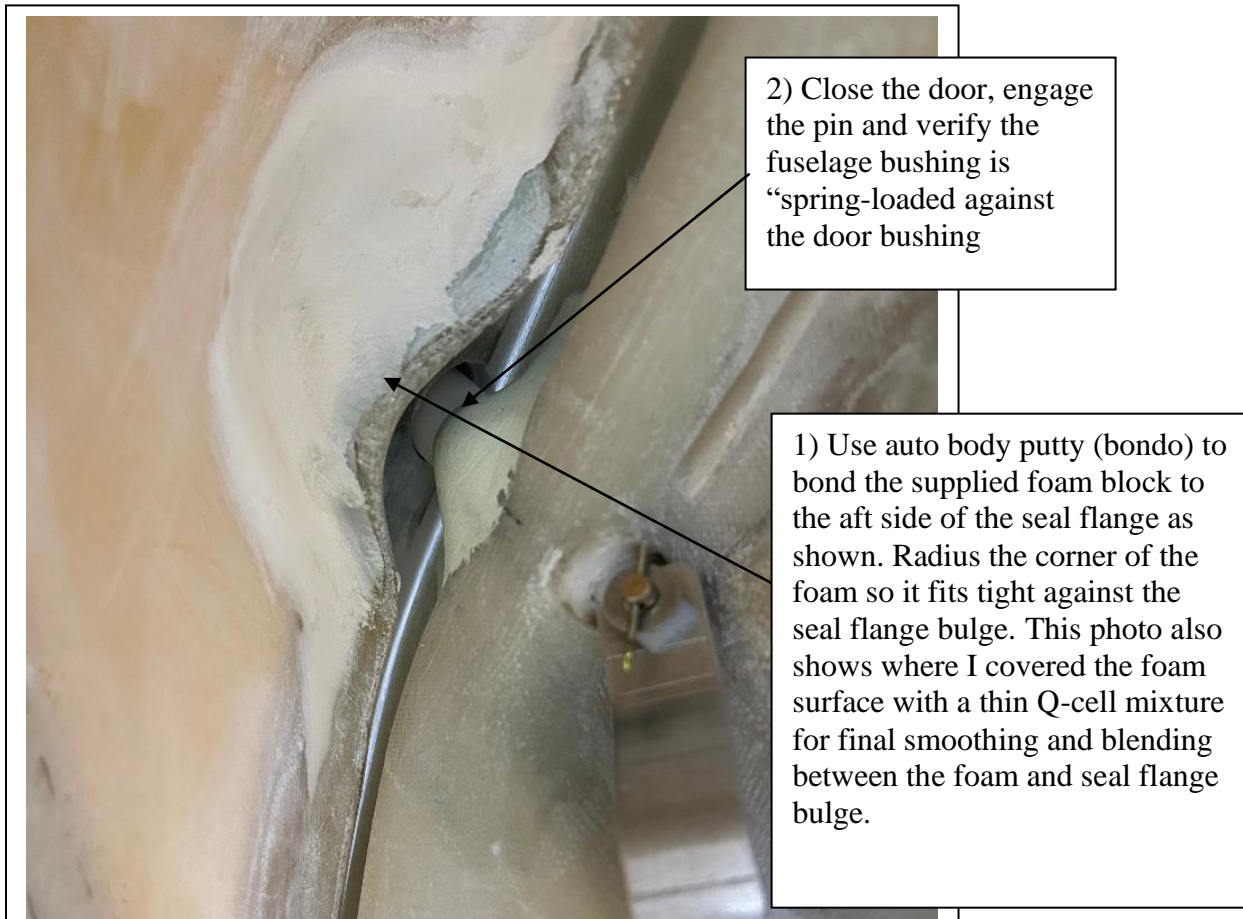 2) Close the door, engage
the pin and verify the
fuselage bushing is
“spring-loaded against
the door bushing
1) Use auto body putty (bondo) to
bond the supplied foam block to
the aft side of the seal flange as
shown. Radius the corner of the
foam so it fits tight against the
seal flange bulge. This photo also
shows where I covered the foam
surface with a thin Q-cell mixture
for final smoothing and blending
between the foam and seal flange
bulge.